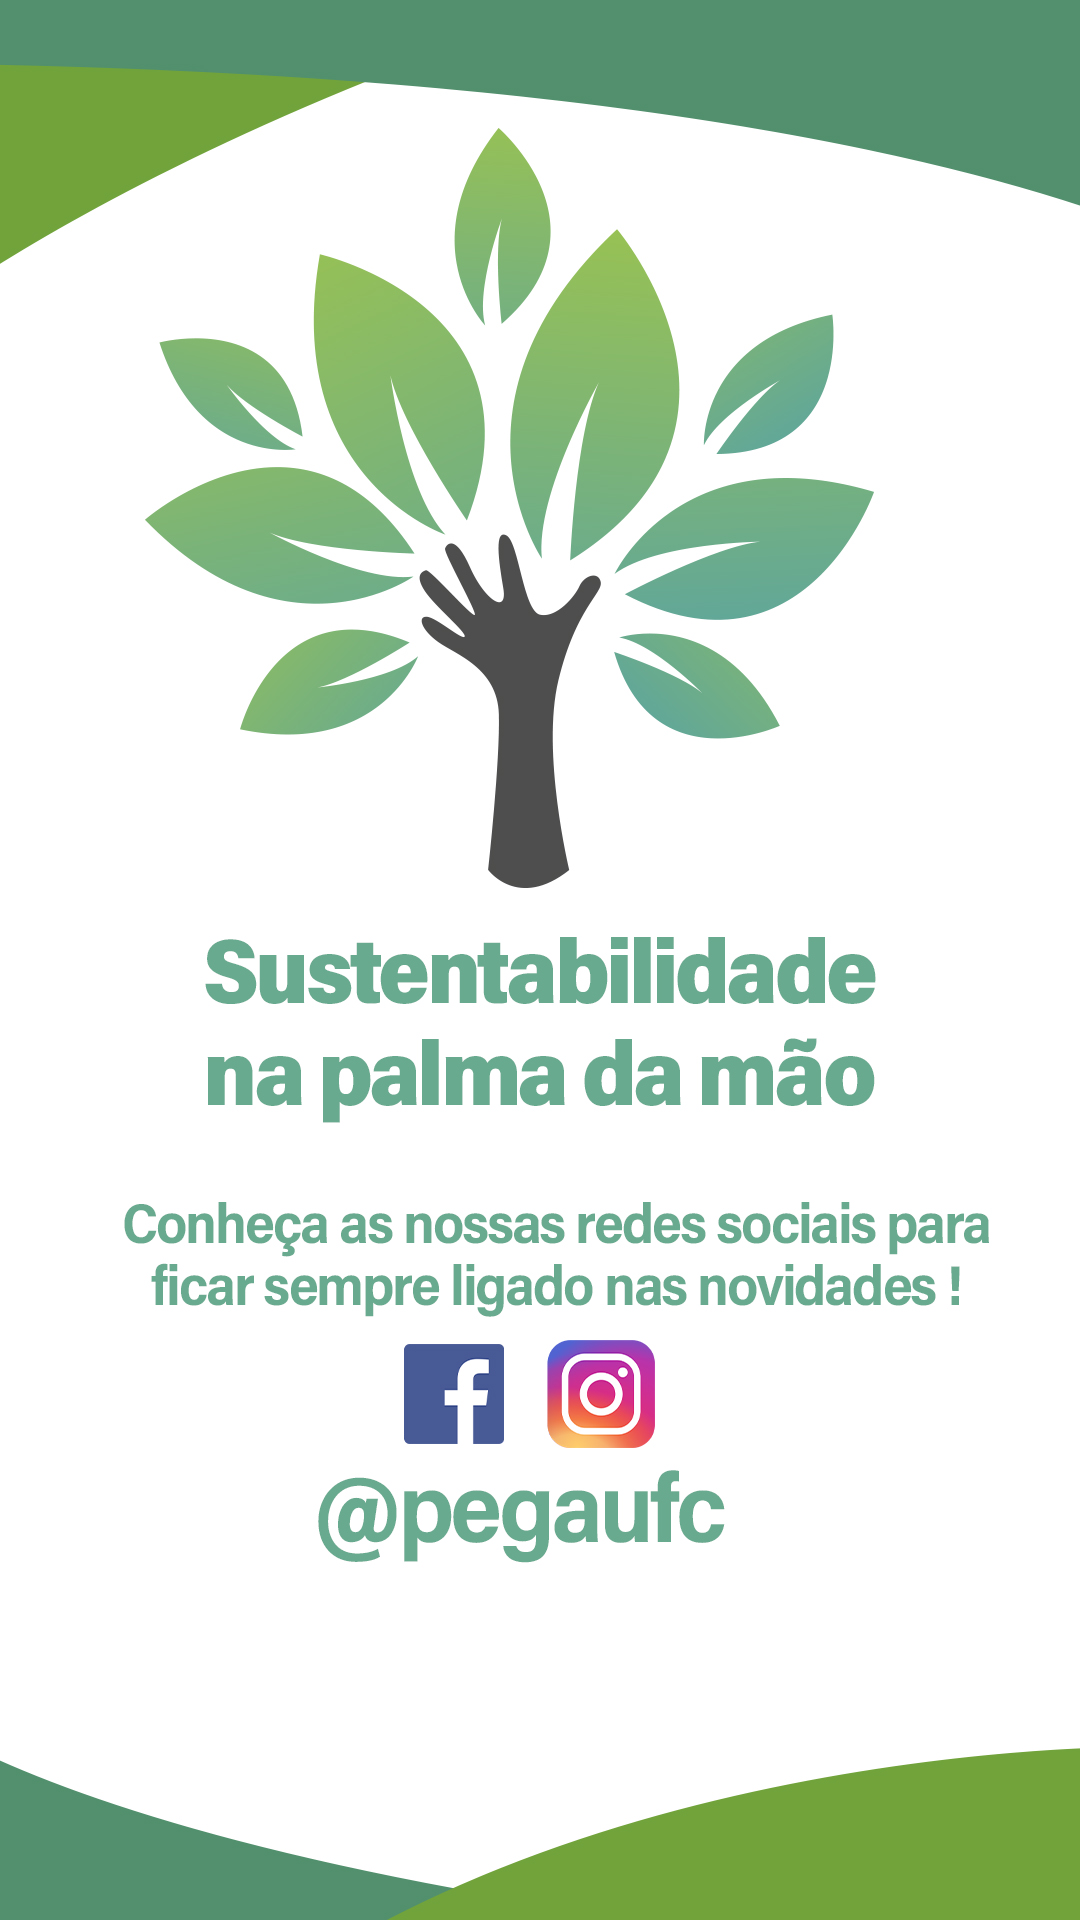 Sustentabilidade
na palma da mão
Conheça as nossas redes sociais para
ficar sempre ligado nas novidades !
@pegaufc